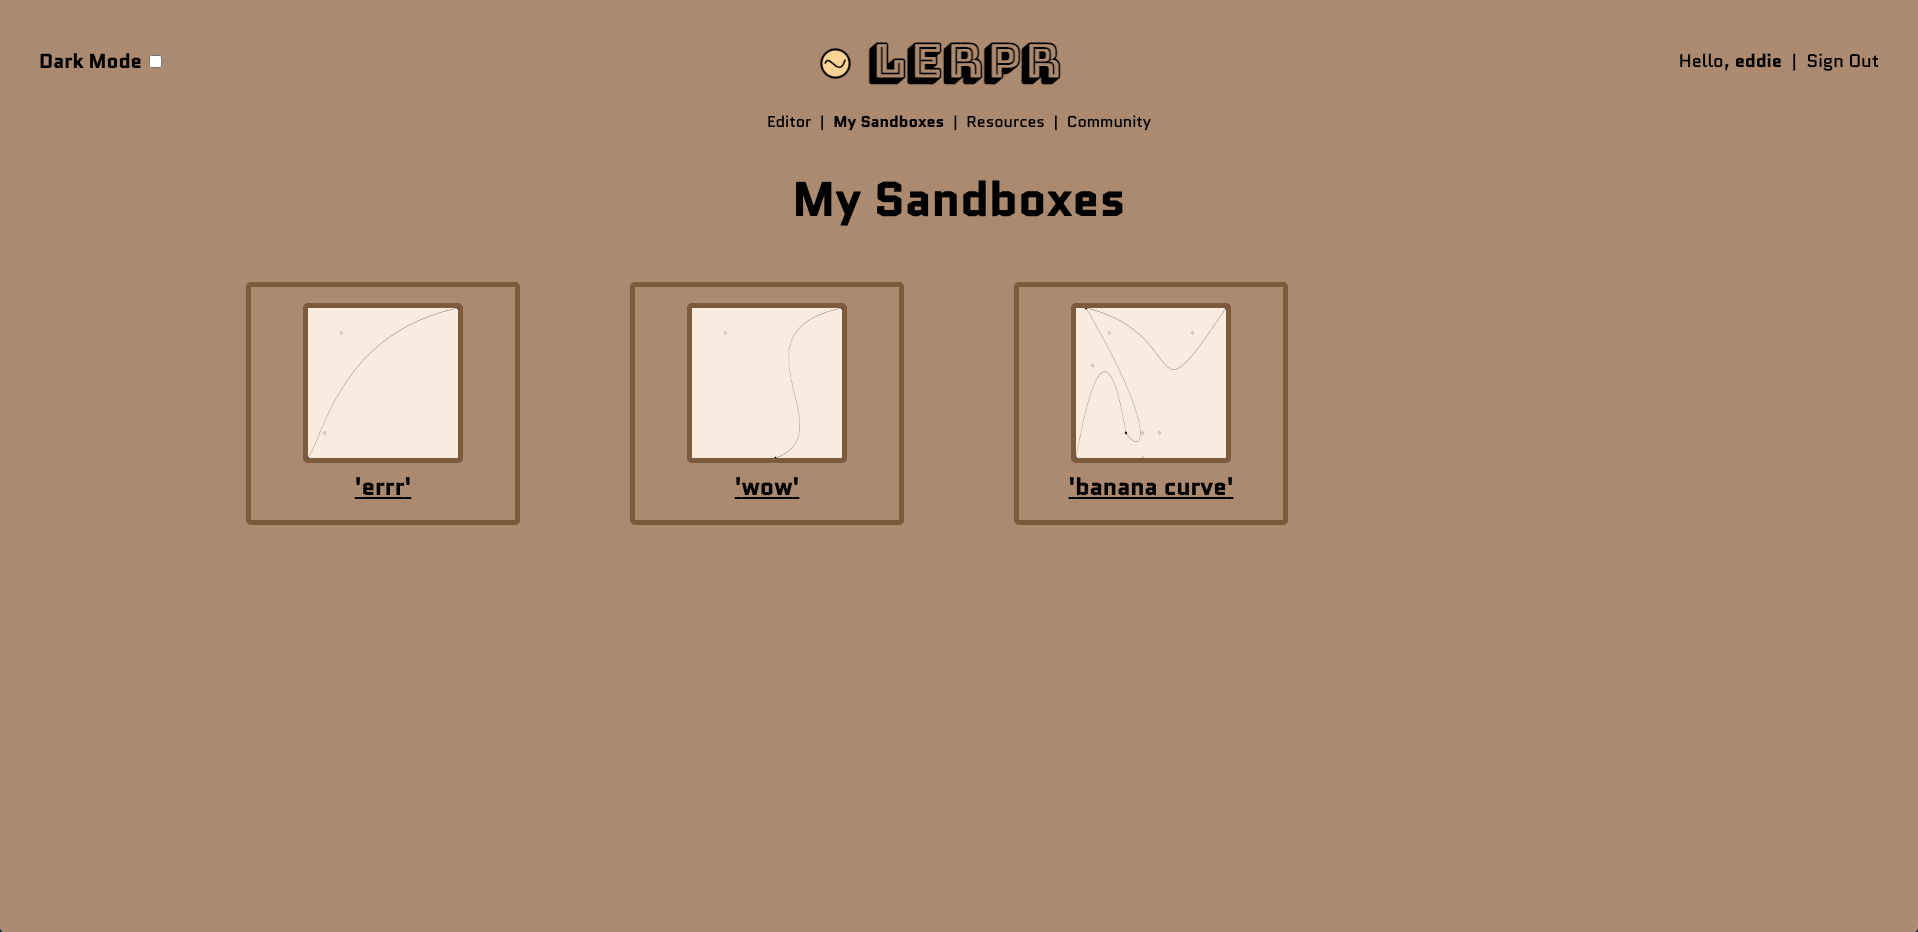 Dark Mode
LERPR
Hello, eddie | Sign Out
Editor | My Sandboxes | Resources | Community
My Sandboxes
'errr'
'wow'
'banana curve'